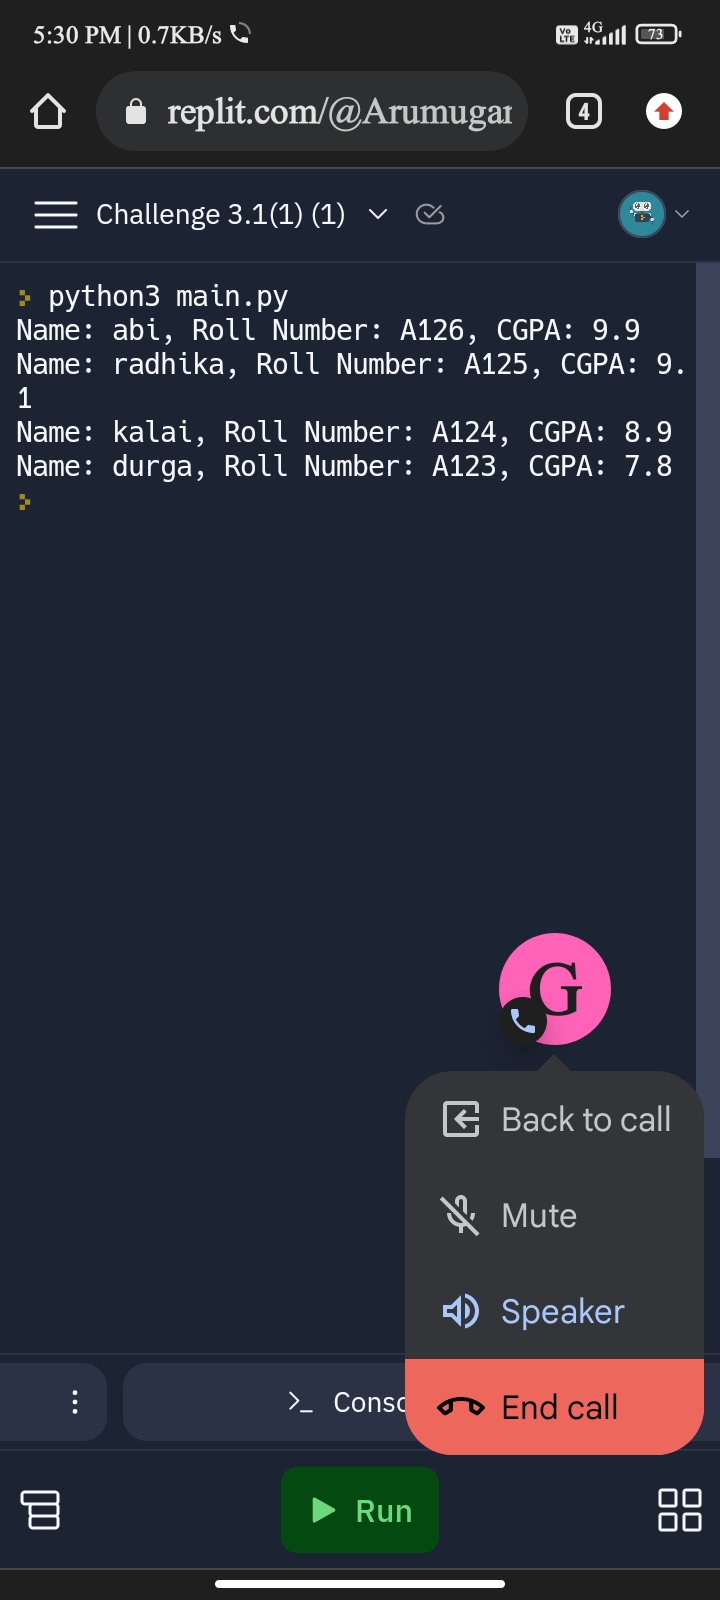 5:30 PM | 0.7KB/s
Vo LTE 4G 73
replit.com/@Arumugar
4
Challenge 3.1(1) (1)
python3 main.py
Name: abi, Roll Number: A126, CGPA: 9.9
Name: radhika, Roll Number: A125, CGPA: 9.
1
Name: kalai, Roll Number: A124, CGPA: 8.9
Name: durga, Roll Number: A123, CGPA: 7.8
G
Back to call
Mute
Speaker
End call
>_ Conso
Run